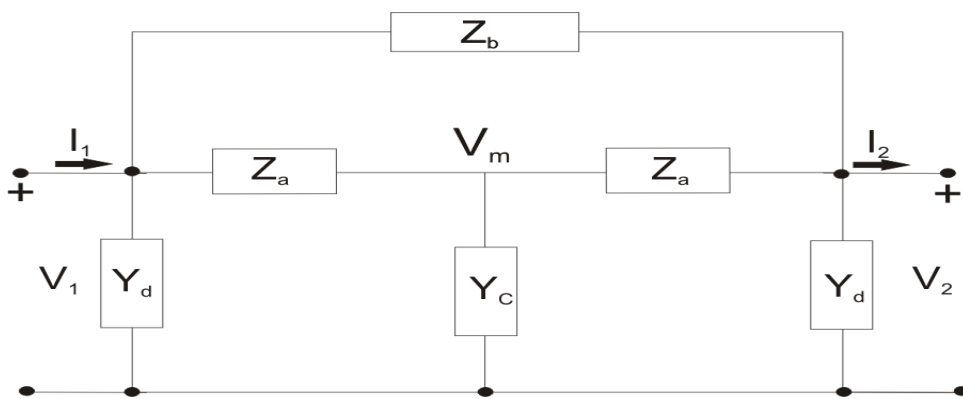 Z_b
I_1
V_m
I_2
Z_a
Z_a
+
+
V_1
Y_d
Y_C
Y_d
V_2